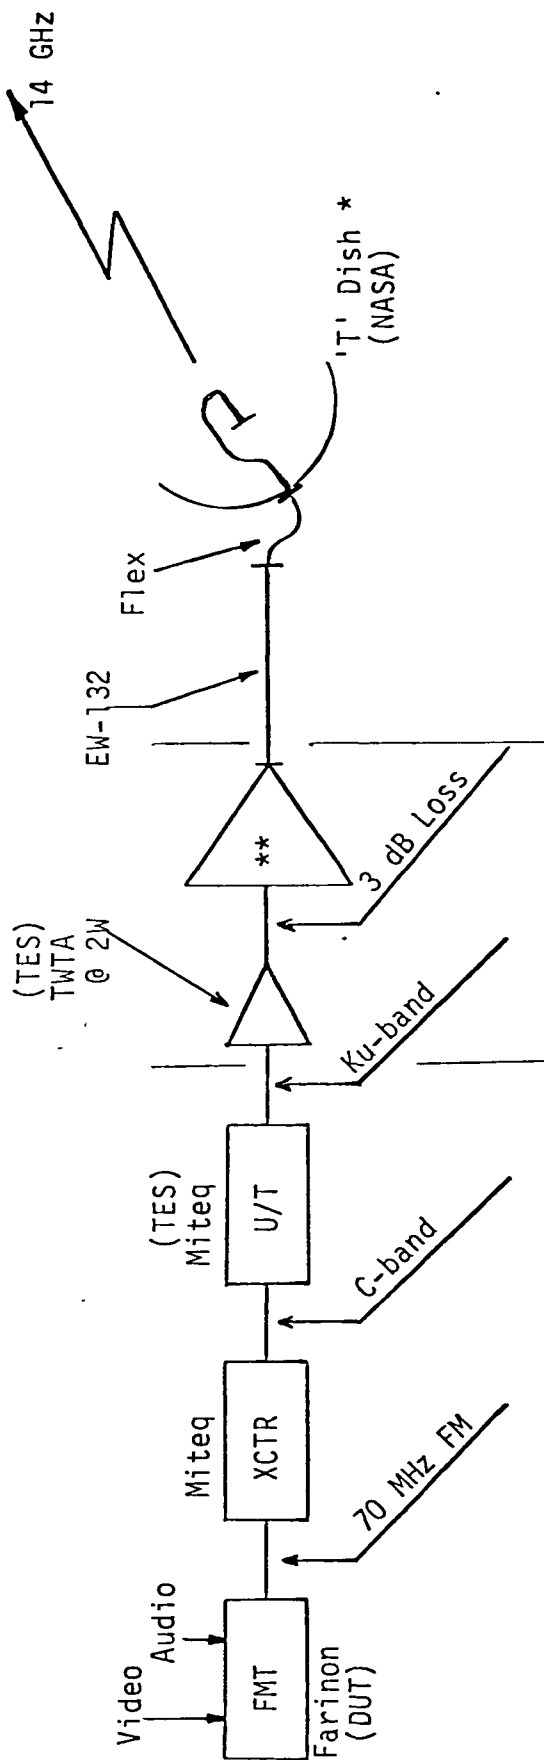 Video
Audio
FMT
Farinon
(DUT)
70 MHz FM
Miteq
XCTR
C-band
(TES)
Miteq
U/T
Ku-band
(TES)
TWTA
@ 2W
**
3 dB Loss
EW-132
Flex
'T' Dish *
(NASA)
14 GHz